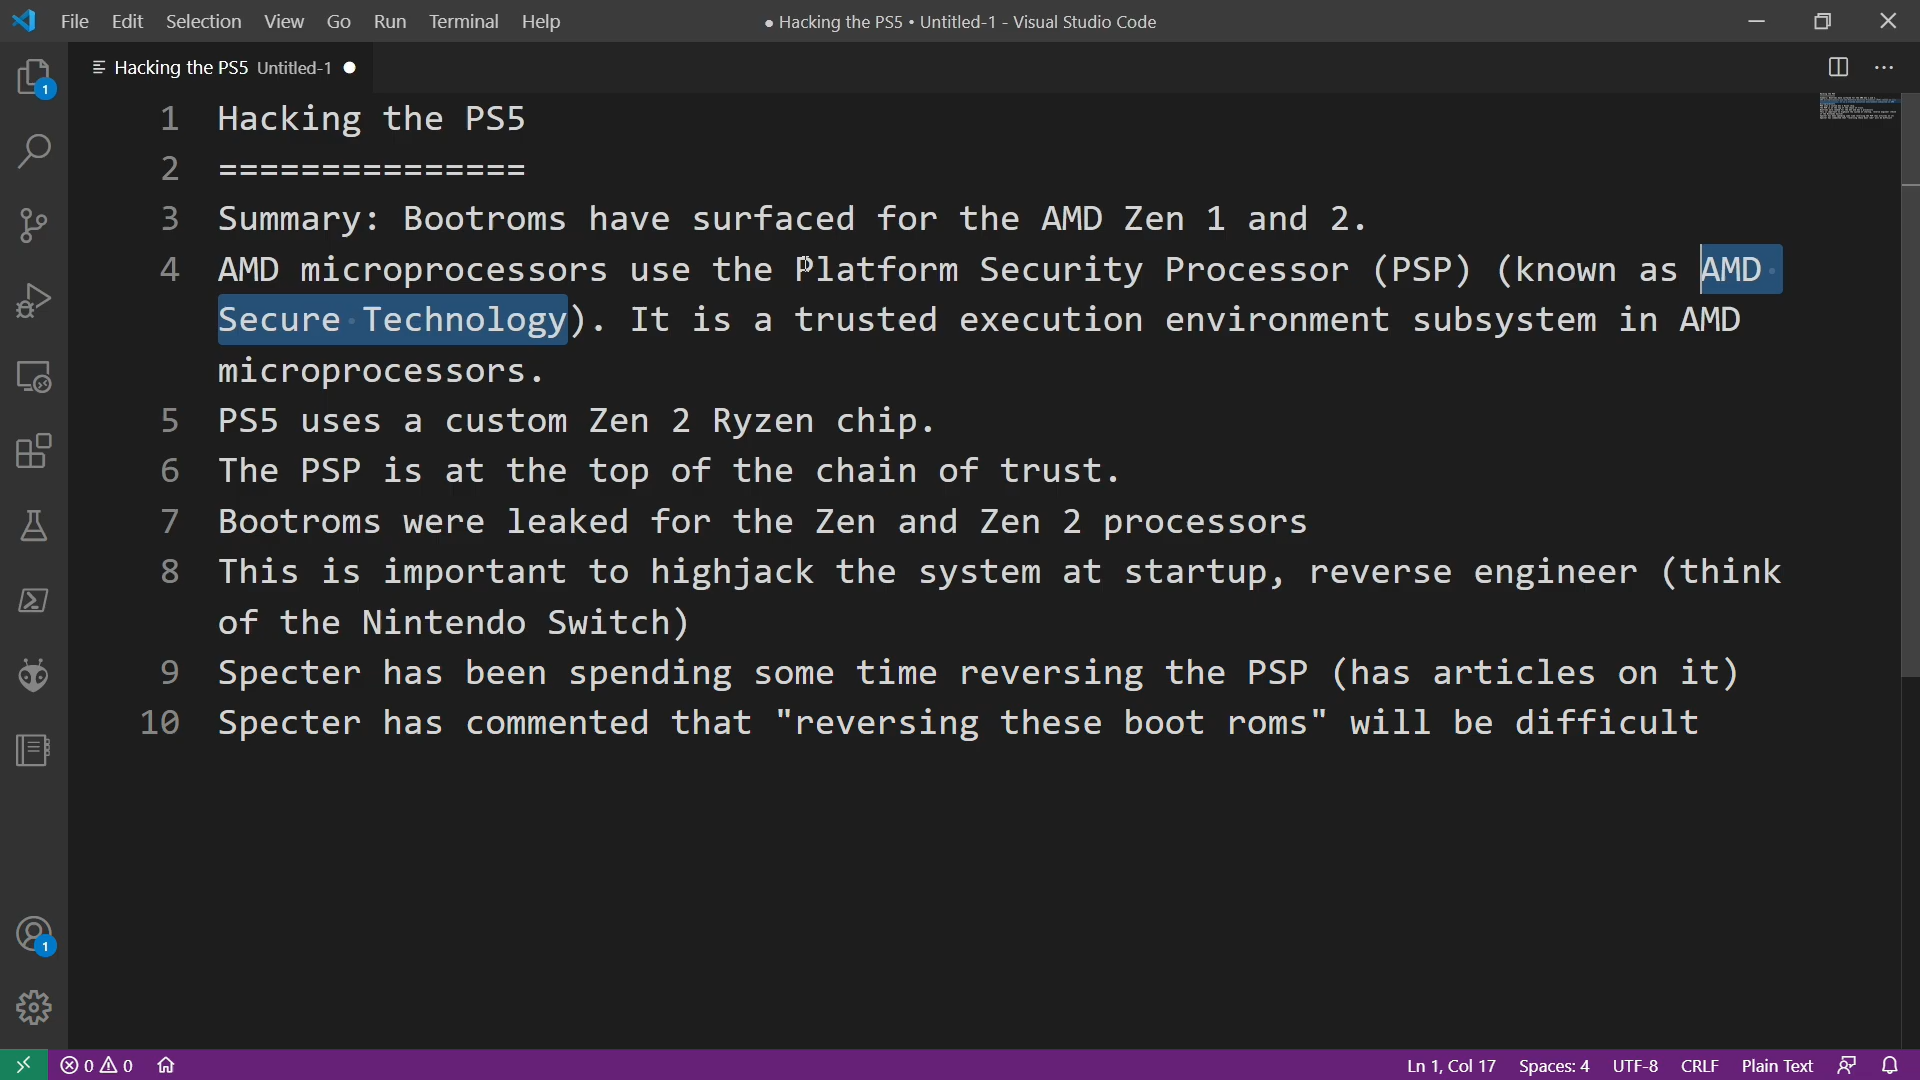 File Edit Selection View Go Run Terminal Help
● Hacking the PS5 • Untitled-1 - Visual Studio Code
Hacking the PS5 Untitled-1 ●
1 Hacking the PS5
2 ===============
3 Summary: Bootroms have surfaced for the AMD Zen 1 and 2.
4 AMD microprocessors use the Platform Security Processor (PSP) (known as AMD
Secure Technology). It is a trusted execution environment subsystem in AMD
microprocessors.
5 PS5 uses a custom Zen 2 Ryzen chip.
6 The PSP is at the top of the chain of trust.
7 Bootroms were leaked for the Zen and Zen 2 processors
8 This is important to highjack the system at startup, reverse engineer (think
of the Nintendo Switch)
9 Specter has been spending some time reversing the PSP (has articles on it)
10 Specter has commented that "reversing these boot roms" will be difficult
1
1
0 0
Ln 1, Col 17 Spaces: 4 UTF-8 CRLF Plain Text